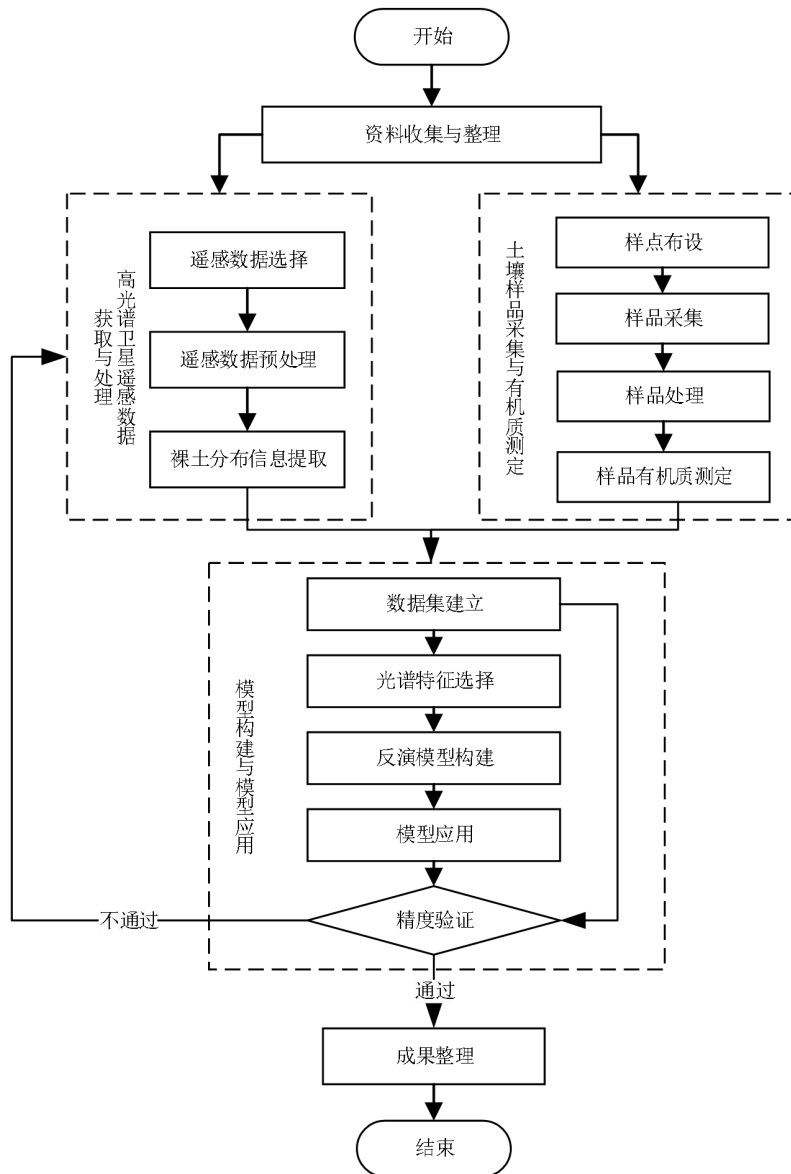 开始
资料收集与整理
高光谱卫星遥感数据
获取与处理
遥感数据选择
遥感数据预处理
裸土分布信息提取
土壤样品采集与有机质测定
样点布设
样品采集
样品处理
样品有机质测定
模型构建与模型应用
数据集建立
光谱特征选择
反演模型构建
模型应用
精度验证
不通过
通过
成果整理
结束